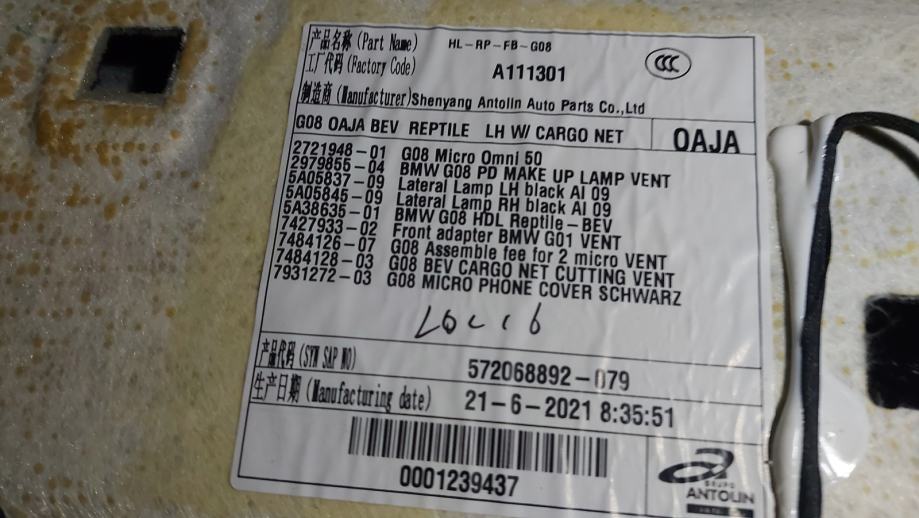 产品名称 (Part Name) HL-RP-FB-G08
CCC
工厂代码 (Factory Code) A111301
制造商 (Manufacturer) Shenyang Antolin Auto Parts Co.,Ltd
G08 OAJA BEV REPTILE LH W/ CARGO NET OAJA
2721948-01 G08 Micro Omni 50
2979855-04 BMW G08 PD MAKE UP LAMP VENT
5A05837-09 Lateral Lamp LH black AI 09
5A05845-09 Lateral Lamp RH black AI 09
5A38635-01 BMW G08 HDL Reptile-BEV
7427933-02 Front adapter BMW G01 VENT
7484126-07 G08 Assemble fee for 2 micro VENT
7484128-03 G08 BEV CARGO NET CUTTING VENT
7931272-03 G08 MICRO PHONE COVER SCHWARZ
产品代码 (SYW SAP NO) 572068892-079
生产日期 (Manufacturing date) 21-6-2021 8:35:51
0001239437
GRUPO
ANTOLIN